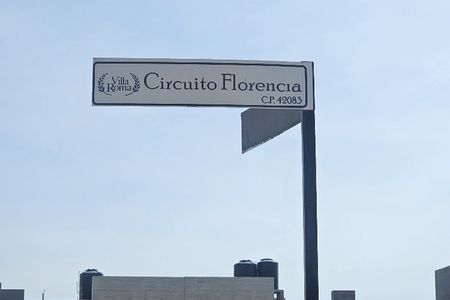 Villa
Roma
Circuito Florencia
C.P. 42083